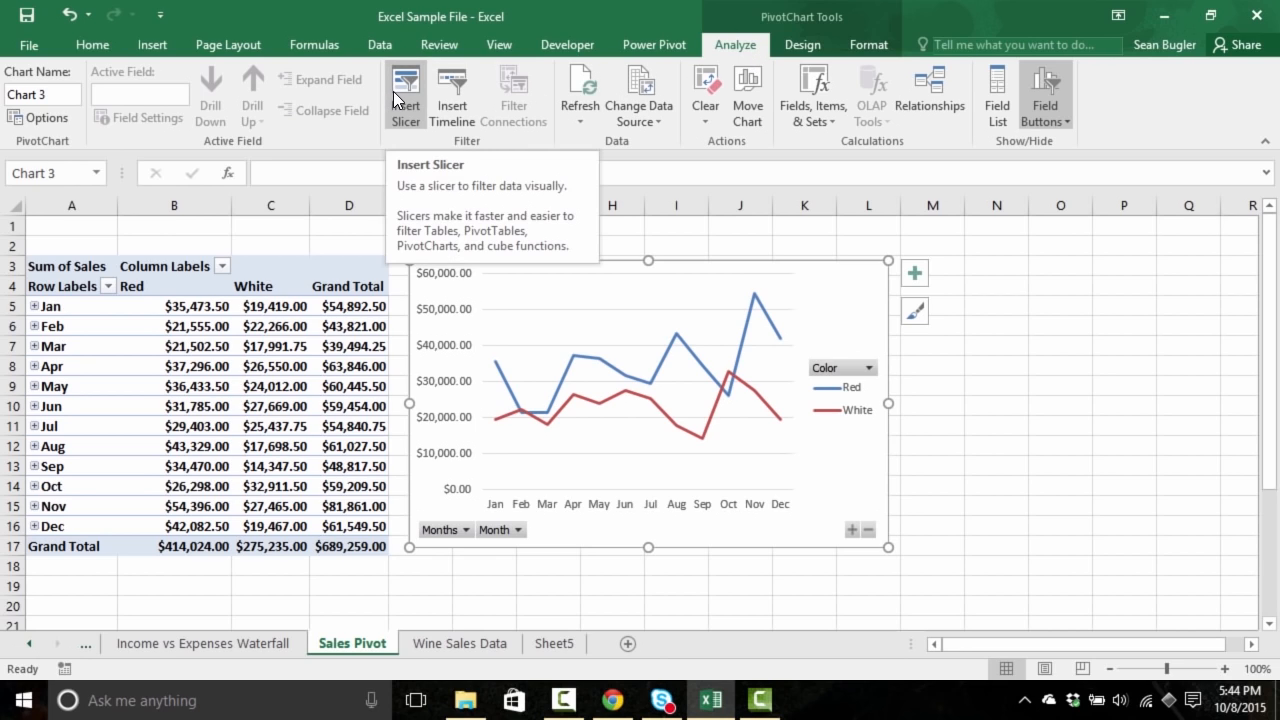 Excel Sample File - Excel
PivotChart Tools
File Home Insert Page Layout Formulas Data Review View Developer Power Pivot Analyze Design Format Tell me what you want to do... Sean Bugler Share
Chart Name:
Chart 3
Options
PivotChart
Active Field:
Field Settings
Drill Down
Drill Up
Expand Field
Collapse Field
Active Field
Insert Slicer
Insert Timeline
Filter Connections
Filter
Refresh
Change Data Source
Data
Clear
Move Chart
Actions
Fields, Items, & Sets
OLAP Tools
Relationships
Calculations
Field List
Field Buttons
Show/Hide
Chart 3
fx
Insert Slicer
Use a slicer to filter data visually.
Slicers make it faster and easier to
filter Tables, PivotTables,
PivotCharts, and cube functions.
A B C D H I J K L M N O P Q R
1
2
3 Sum of Sales Column Labels
4 Row Labels Red White Grand Total
5 Jan $35,473.50 $19,419.00 $54,892.50
6 Feb $21,555.00 $22,266.00 $43,821.00
7 Mar $21,502.50 $17,991.75 $39,494.25
8 Apr $37,296.00 $26,550.00 $63,846.00
9 May $36,433.50 $24,012.00 $60,445.50
10 Jun $31,785.00 $27,669.00 $59,454.00
11 Jul $29,403.00 $25,437.75 $54,840.75
12 Aug $43,329.00 $17,698.50 $61,027.50
13 Sep $34,470.00 $14,347.50 $48,817.50
14 Oct $26,298.00 $32,911.50 $59,209.50
15 Nov $54,396.00 $27,465.00 $81,861.00
16 Dec $42,082.50 $19,467.00 $61,549.50
17 Grand Total $414,024.00 $275,235.00 $689,259.00
18
19
20
21
$60,000.00
$50,000.00
$40,000.00
$30,000.00
$20,000.00
$10,000.00
$0.00
Jan Feb Mar Apr May Jun Jul Aug Sep Oct Nov Dec
Color
Red
White
Months Month
... Income vs Expenses Waterfall Sales Pivot Wine Sales Data Sheet5
Ready
100%
Ask me anything
5:44 PM
10/8/2015